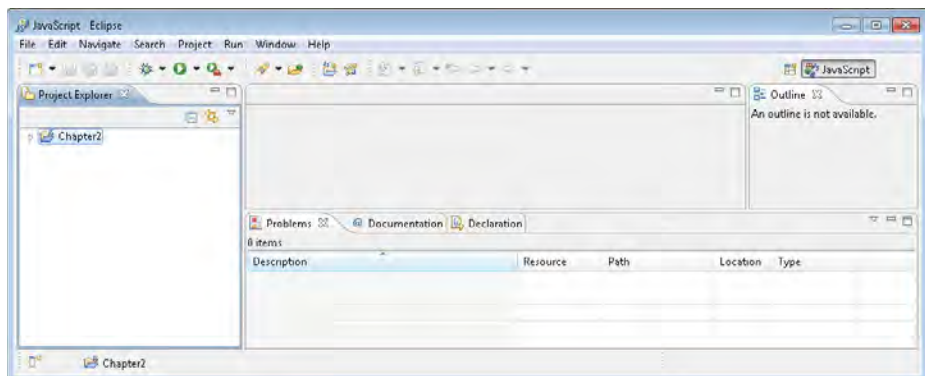 JavaScript Eclipse
File Edit Navigate Search Project Run Window Help
JavaScript
Project Explorer
Outline
An outline is not available.
Chapter2
Problems @ Documentation Declaration
0 items
Description Resource Path Location Type
Chapter2